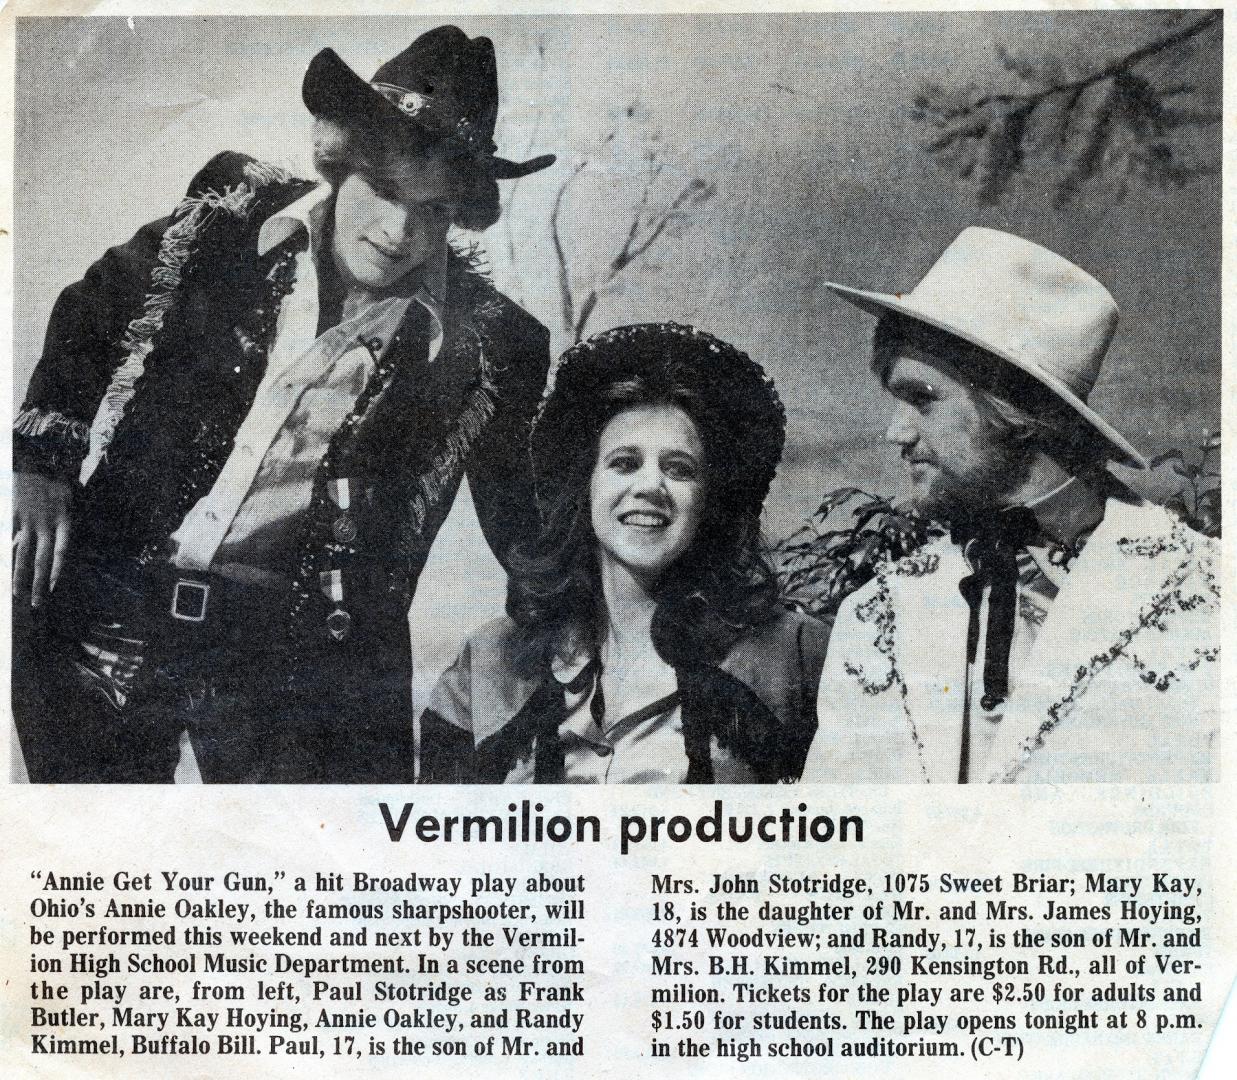 Vermilion production
“Annie Get Your Gun,” a hit Broadway play about
Ohio’s Annie Oakley, the famous sharpshooter, will
be performed this weekend and next by the Vermil-
ion High School Music Department. In a scene from
the play are, from left, Paul Stotridge as Frank
Butler, Mary Kay Hoying, Annie Oakley, and Randy
Kimmel, Buffalo Bill. Paul, 17, is the son of Mr. and
Mrs. John Stotridge, 1075 Sweet Briar; Mary Kay,
18, is the daughter of Mr. and Mrs. James Hoying,
4874 Woodview; and Randy, 17, is the son of Mr. and
Mrs. B.H. Kimmel, 290 Kensington Rd., all of Ver-
milion. Tickets for the play are $2.50 for adults and
$1.50 for students. The play opens tonight at 8 p.m.
in the high school auditorium. (C-T)